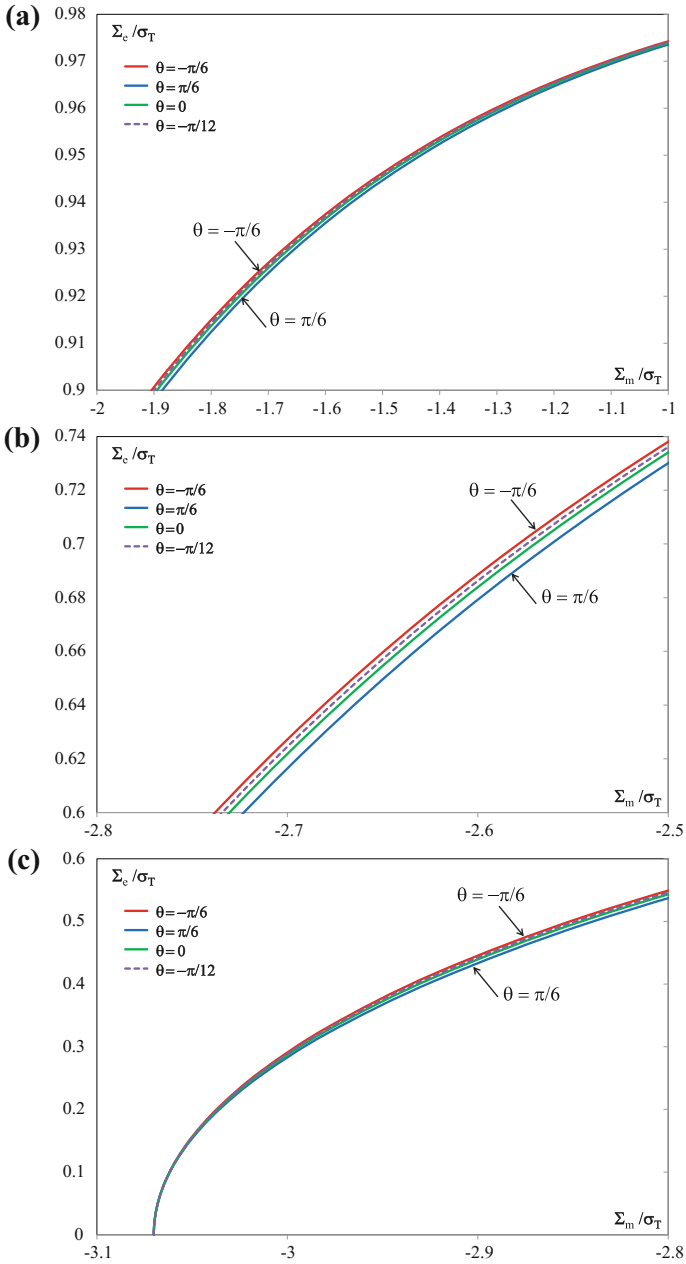 (a)
Σe/σT
0.98
0.97
0.96
0.95
0.94
0.93
0.92
0.91
0.9
θ=−π/6
θ=π/6
θ=0
θ=−π/12
θ = −π/6
θ = π/6
Σm/σT
-2 -1.9 -1.8 -1.7 -1.6 -1.5 -1.4 -1.3 -1.2 -1.1 -1
(b)
Σe/σT
0.74
0.72
0.7
0.68
0.66
0.64
0.62
0.6
θ=−π/6
θ=π/6
θ=0
θ=−π/12
θ = −π/6
θ = π/6
Σm/σT
-2.8 -2.7 -2.6 -2.5
(c)
Σe/σT
0.6
0.5
0.4
0.3
0.2
0.1
0
θ=−π/6
θ=π/6
θ=0
θ=−π/12
θ = −π/6
θ = π/6
Σm/σT
-3.1 -3 -2.9 -2.8